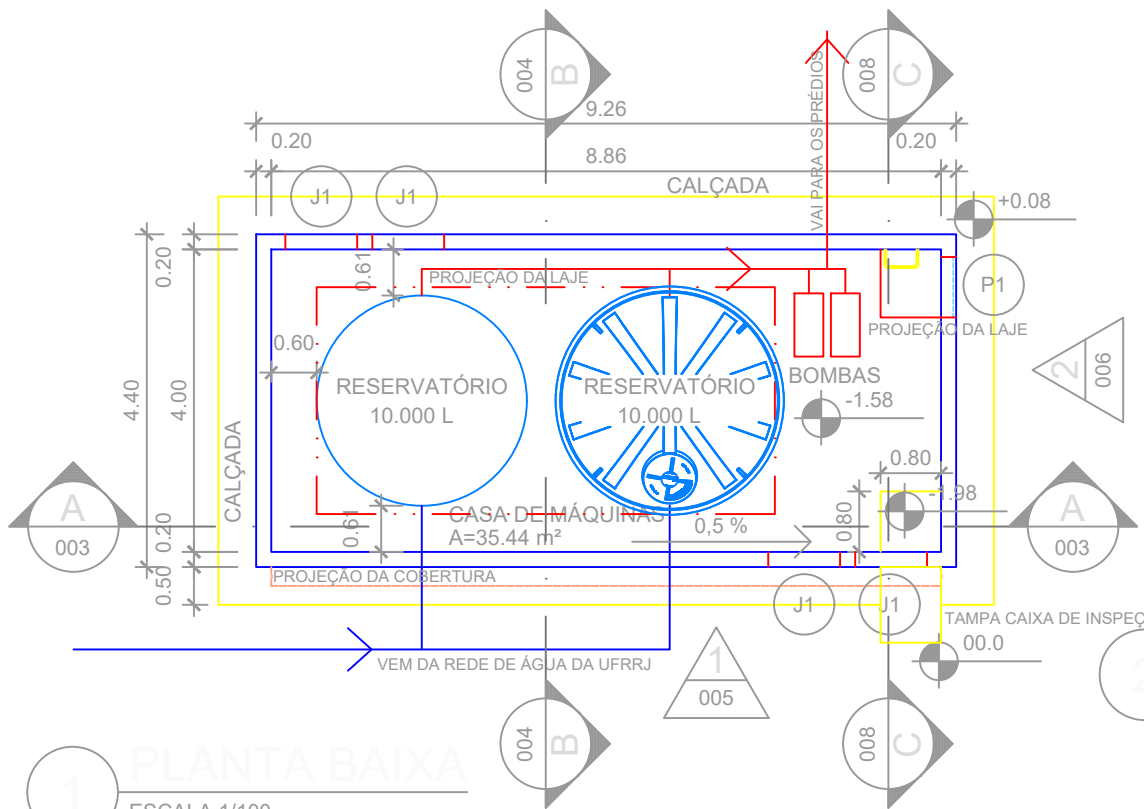 004
B
008
C
9.26
0.20
0.20
8.86
VAI PARA OS PRÉDIOS
CALÇADA
J1
J1
+0.08
0.20
0.61
PROJEÇÃO DA LAJE
P1
PROJEÇÃO DA LAJE
0.60
2
006
4.40
4.00
RESERVATÓRIO
10.000 L
RESERVATÓRIO
10.000 L
BOMBAS
-1.58
CALÇADA
0.80
-1.98
A
003
0.20
0.61
CASA DE MÁQUINAS
A=35.44 m²
0,5 %
0.80
A
003
0.50
PROJEÇÃO DA COBERTURA
J1
J1
TAMPA CAIXA DE INSPEÇ
00.0
VEM DA REDE DE ÁGUA DA UFRRJ
1
005
2
004
B
008
C
1
PLANTA BAIXA
ESCALA 1/100